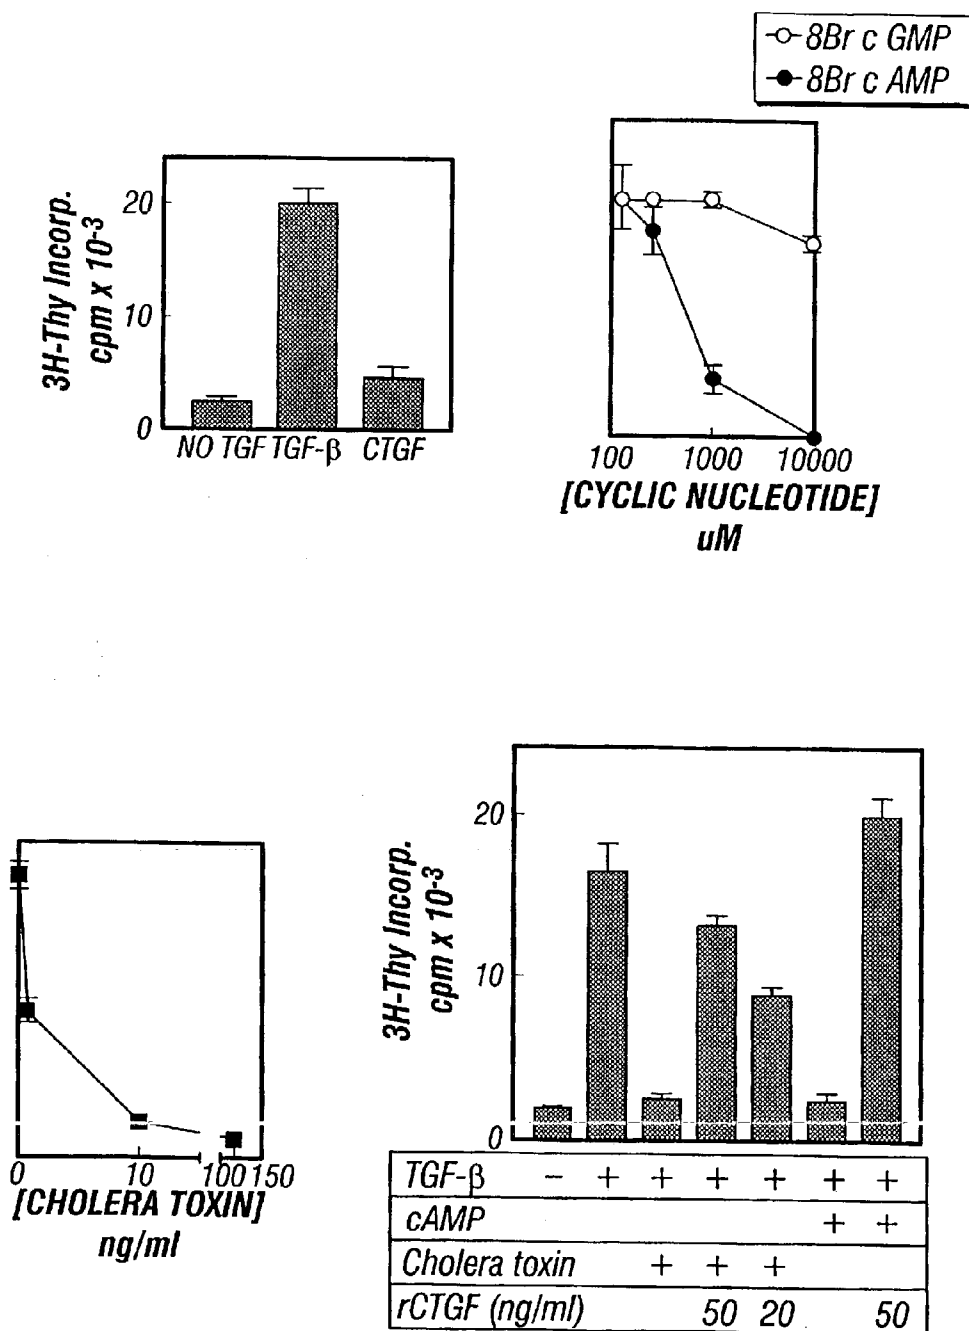 8Br c GMP
8Br c AMP
3H-Thy Incorp.
cpm x 10-3
20
10
0
NO TGF TGF-β CTGF
100 1000 10000
[CYCLIC NUCLEOTIDE]
uM
0 10 100 150
[CHOLERA TOXIN]
ng/ml
3H-Thy Incorp.
cpm x 10-3
20
10
0
TGF-β - + + + + + +
cAMP + +
Cholera toxin + + +
rCTGF (ng/ml) 50 20 50